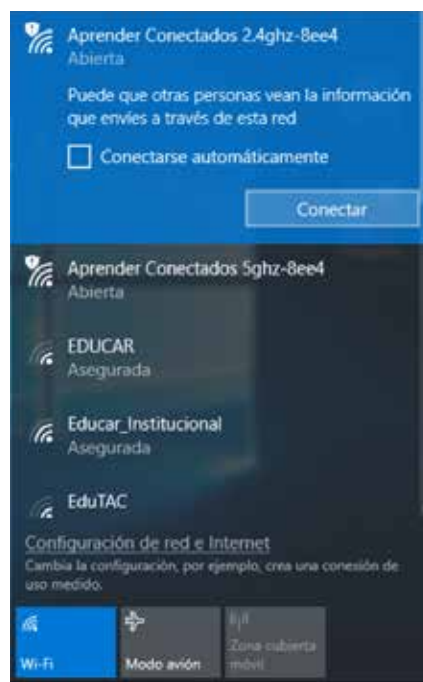 Aprender Conectados 2.4ghz-8ee4
Abierta
Puede que otras personas vean la información
que envíes a través de esta red
Conectarse automáticamente
Conectar
Aprender Conectados 5ghz-8ee4
Abierta
EDUCAR
Asegurada
Educar_Institucional
Asegurada
EduTAC
Configuración de red e Internet
Cambia la configuración, por ejemplo, crea una conexión de
uso medido.
Wi-Fi
Modo avión
Zona cubierta
móvil